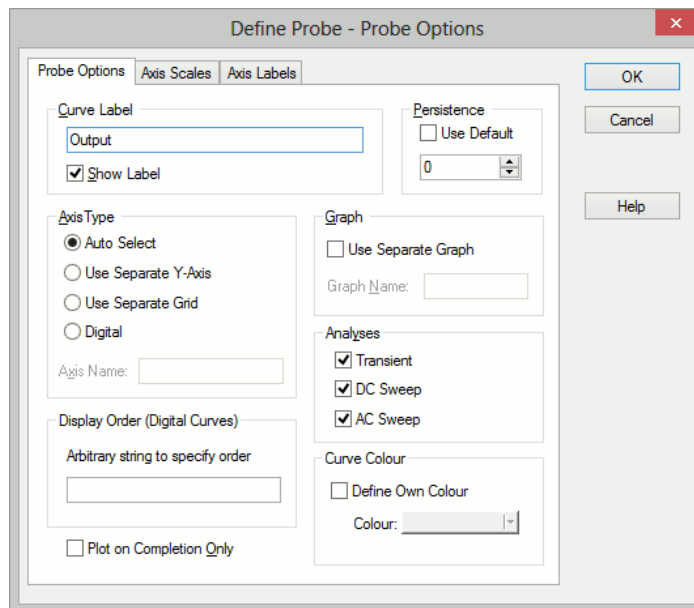 Define Probe - Probe Options
Probe Options Axis Scales Axis Labels
OK
Cancel
Help
Curve Label
Output
Show Label
Persistence
Use Default
0
AxisType
Auto Select
Use Separate Y-Axis
Use Separate Grid
Digital
Axis Name:
Graph
Use Separate Graph
Graph Name:
Analyses
Transient
DC Sweep
AC Sweep
Display Order (Digital Curves)
Arbitrary string to specify order
Curve Colour
Define Own Colour
Colour:
Plot on Completion Only